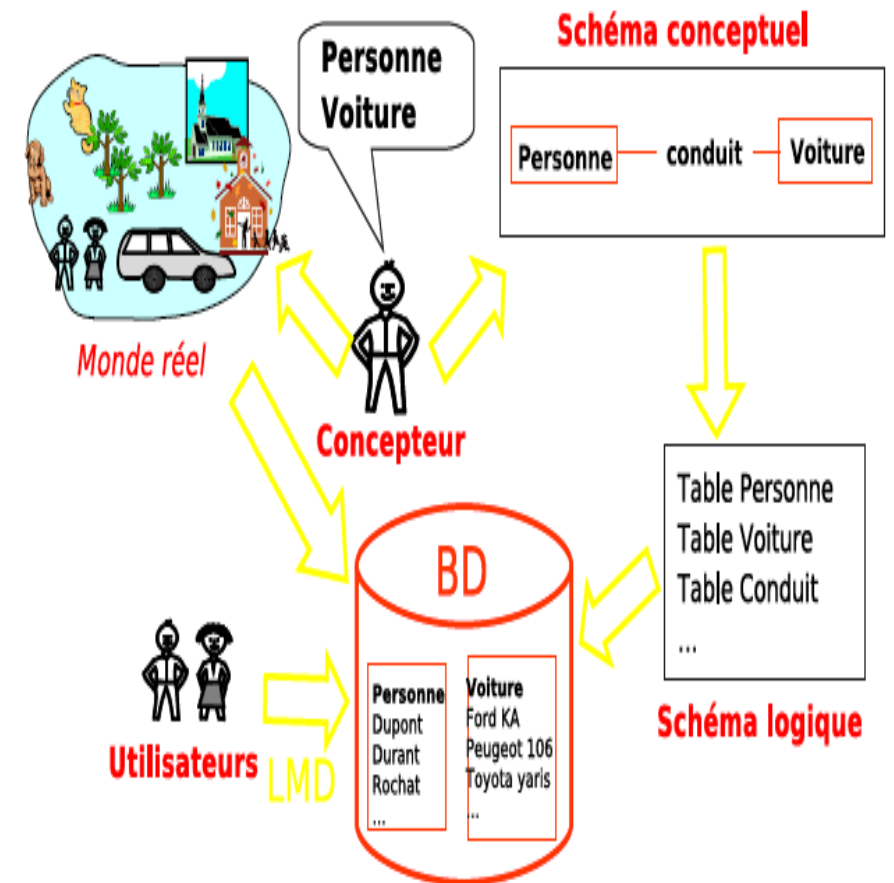 Schéma conceptuel
Personne
Voiture
Personne conduit Voiture
Monde réel
Concepteur
Table Personne
Table Voiture
Table Conduit
...
Schéma logique
BD
Personne
Dupont
Durant
Rochat
...
Voiture
Ford KA
Peugeot 106
Toyota yaris
...
Utilisateurs
LMD